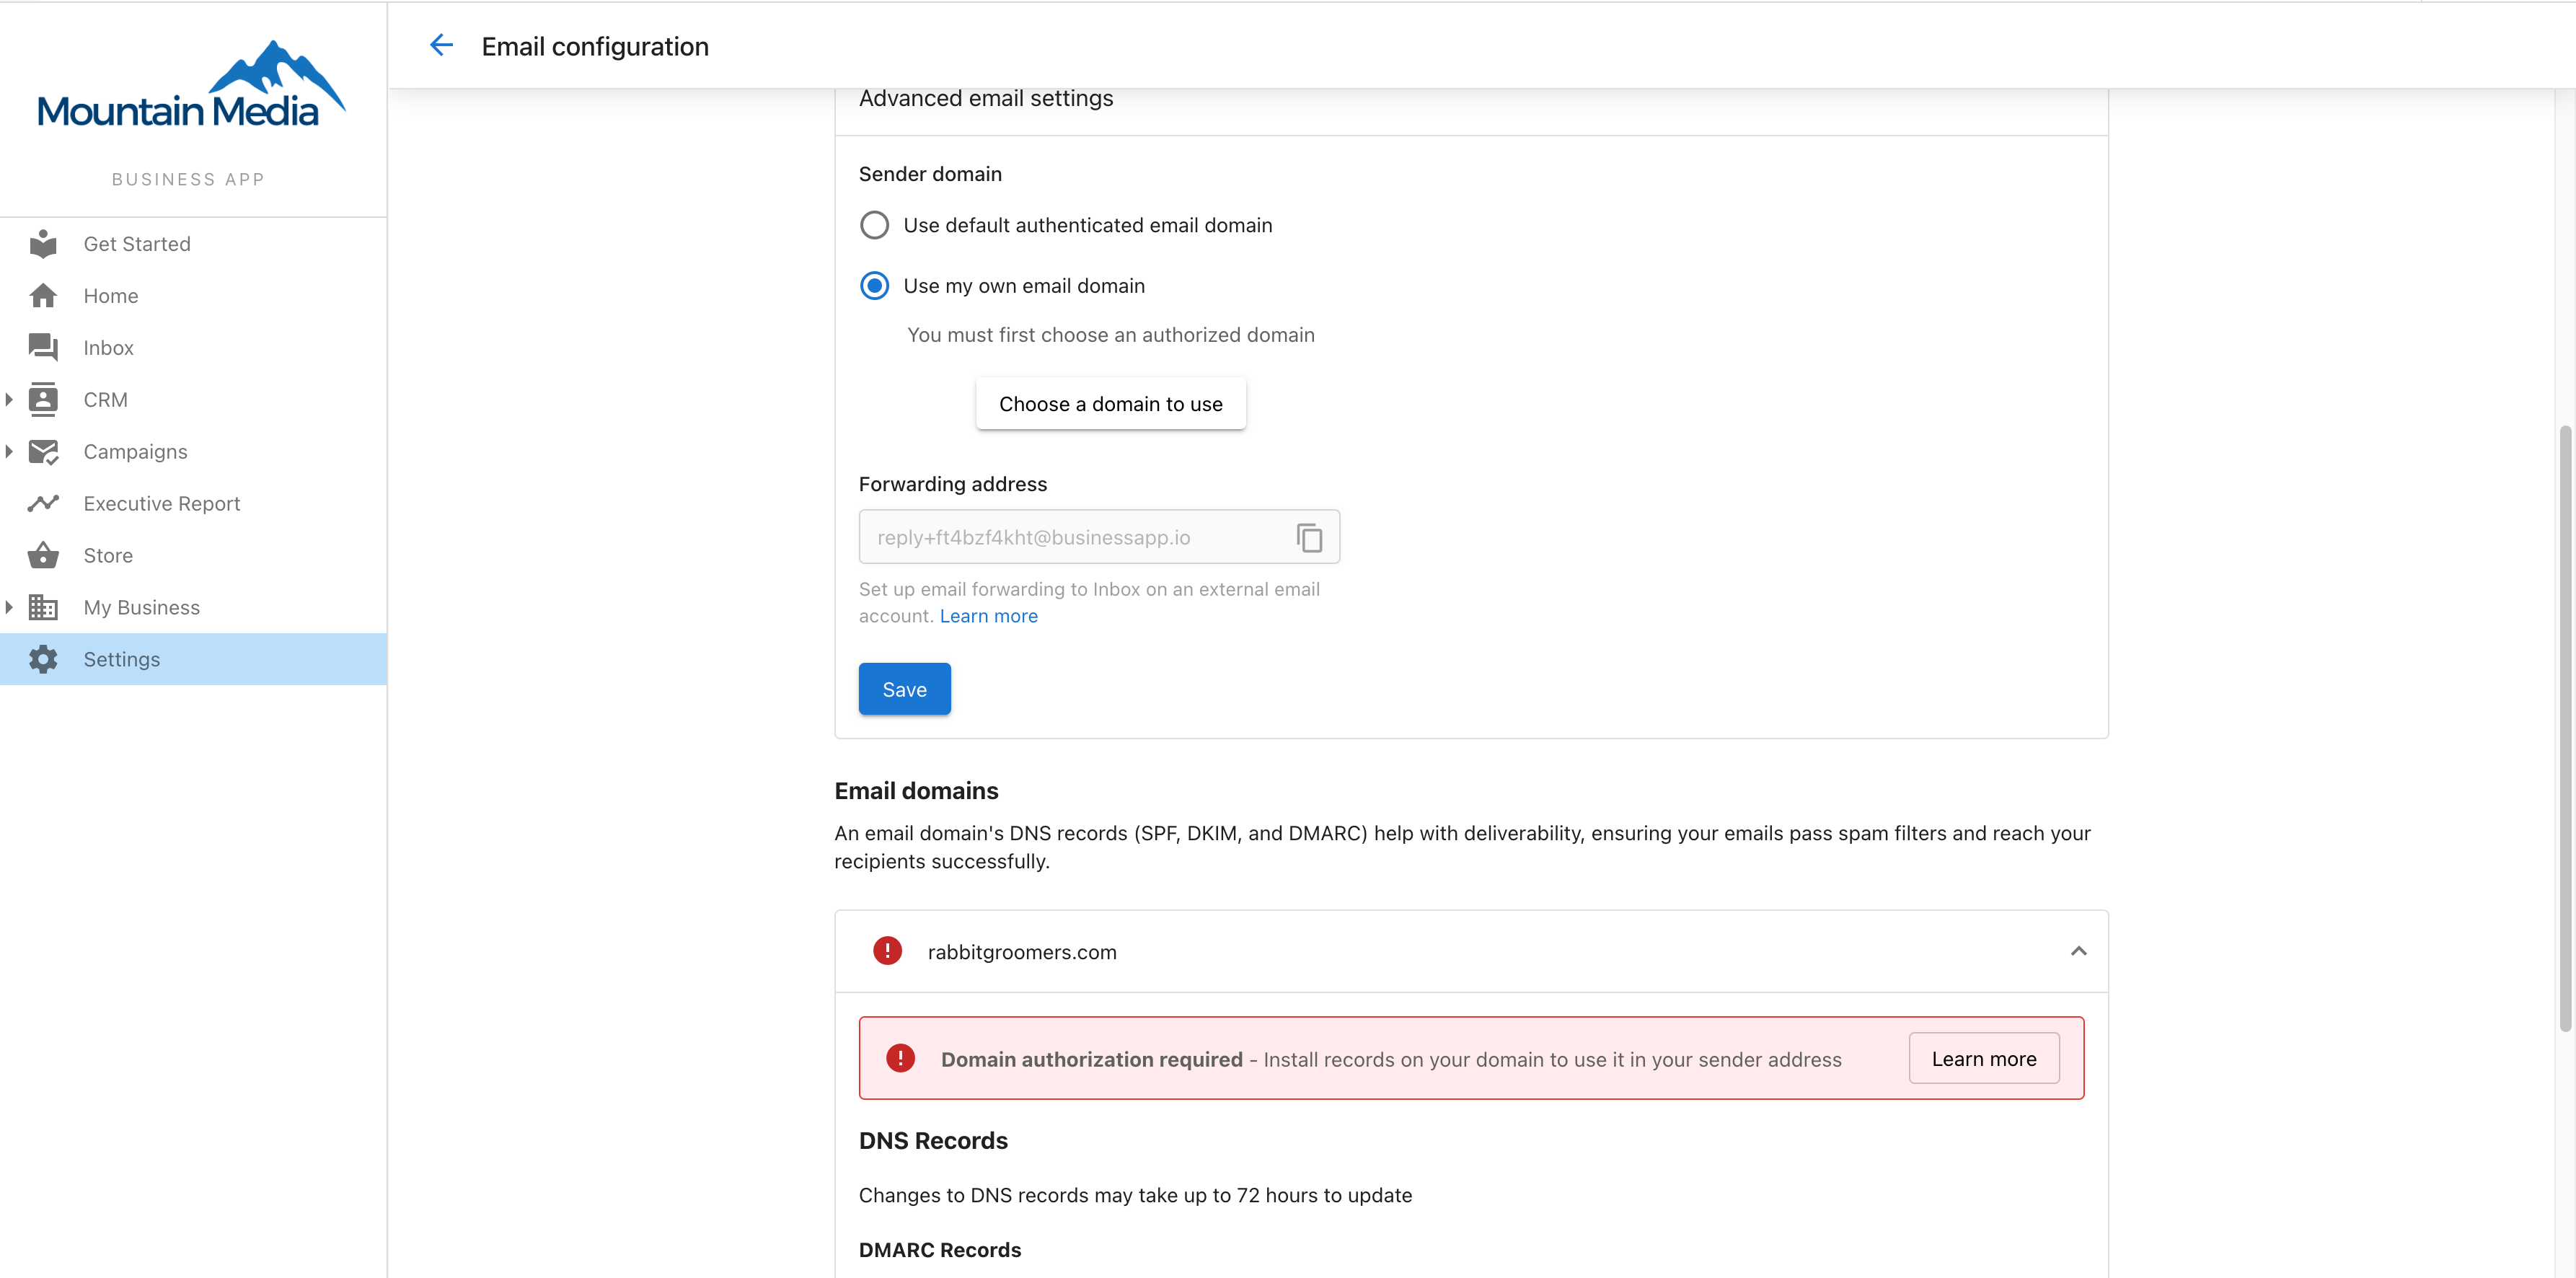 Mountain Media
BUSINESS APP
Get Started
Home
Inbox
CRM
Campaigns
Executive Report
Store
My Business
Settings
Email configuration
Advanced email settings
Sender domain
Use default authenticated email domain
Use my own email domain
You must first choose an authorized domain
Choose a domain to use
Forwarding address
reply+ft4bzf4kht@businessapp.io
Set up email forwarding to Inbox on an external email
account. Learn more
Save
Email domains
An email domain's DNS records (SPF, DKIM, and DMARC) help with deliverability, ensuring your emails pass spam filters and reach your
recipients successfully.
rabbitgroomers.com
Domain authorization required - Install records on your domain to use it in your sender address
Learn more
DNS Records
Changes to DNS records may take up to 72 hours to update
DMARC Records